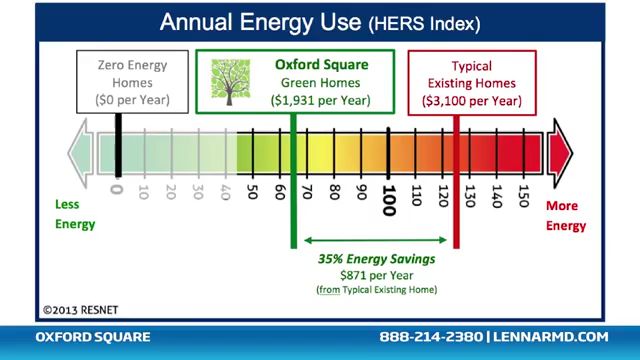 Annual Energy Use (HERS Index)
Zero Energy
Homes
($0 per Year)
Oxford Square
Green Homes
($1,931 per Year)
Typical
Existing Homes
($3,100 per Year)
0 10 20 30 40 50 60 70 80 90 100 110 120 130 140 150
Less
Energy
More
Energy
35% Energy Savings
$871 per Year
(from Typical Existing Home)
©2013 RESNET
OXFORD SQUARE
888-214-2380 | LENNARMD.COM